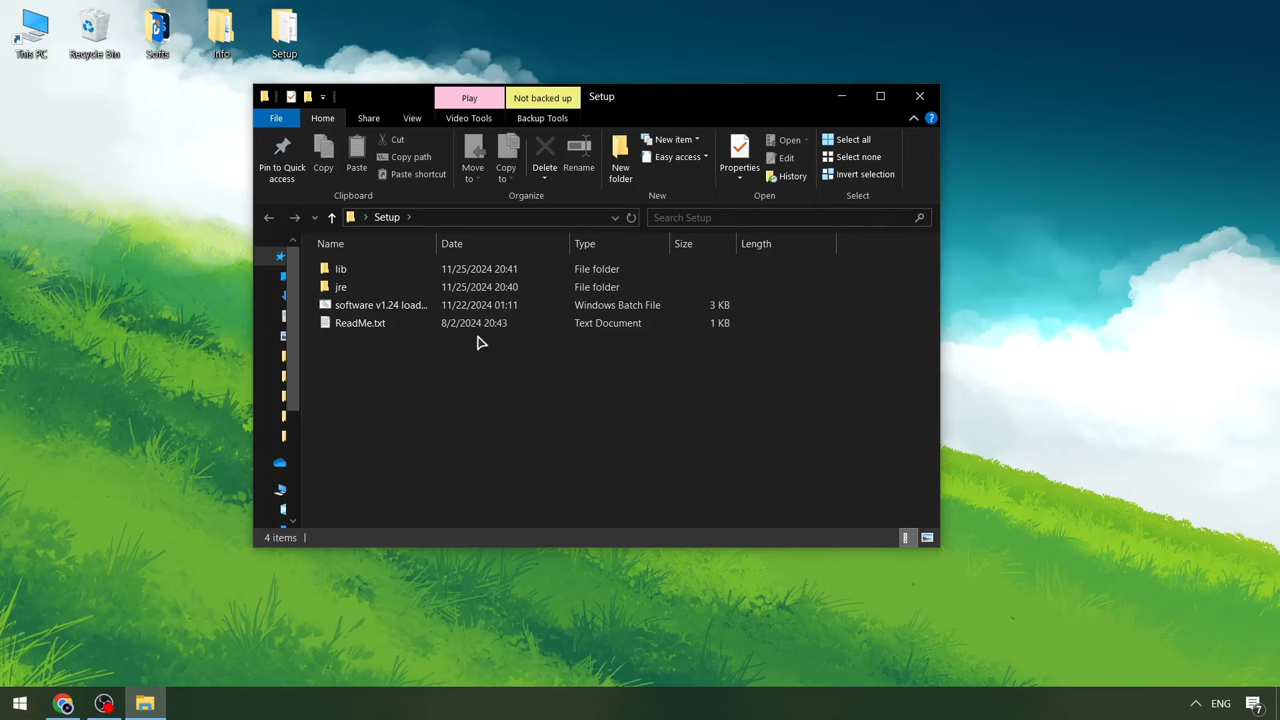 This PC
Recycle Bin
Softs
Info
Setup
Play
Not backed up
Setup
File
Home
Share
View
Video Tools
Backup Tools
Pin to Quick access
Copy
Paste
Cut
Copy path
Paste shortcut
Clipboard
Move to
Copy to
Delete
Rename
Organize
New folder
New item
Easy access
New
Properties
Open
Edit
History
Open
Select all
Select none
Invert selection
Select
Setup
Search Setup
Name Date Type Size Length
lib 11/25/2024 20:41 File folder
jre 11/25/2024 20:40 File folder
software v1.24 load... 11/22/2024 01:11 Windows Batch File 3 KB
ReadMe.txt 8/2/2024 20:43 Text Document 1 KB
4 items
ENG
7